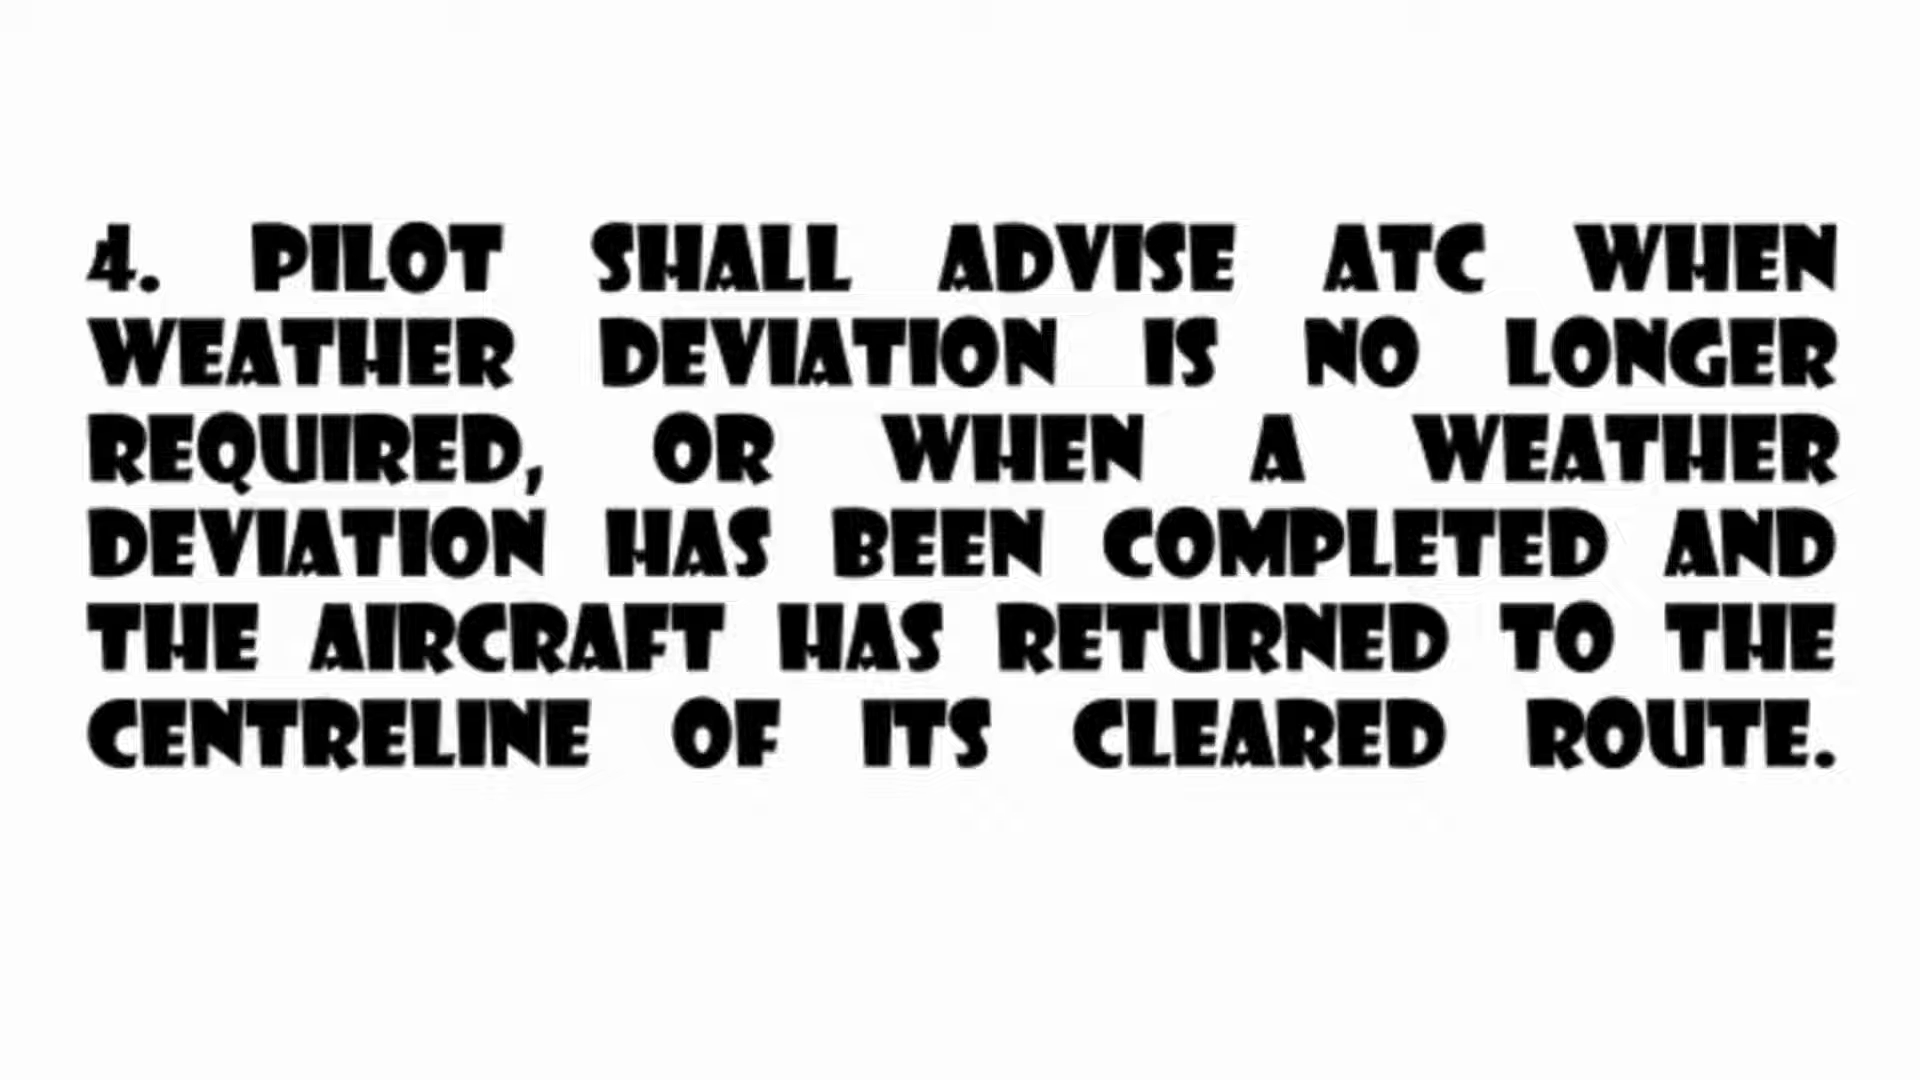 4. PILOT SHALL ADVISE ATC WHEN
WEATHER DEVIATION IS NO LONGER
REQUIRED, OR WHEN A WEATHER
DEVIATION HAS BEEN COMPLETED AND
THE AIRCRAFT HAS RETURNED TO THE
CENTRELINE OF ITS CLEARED ROUTE.